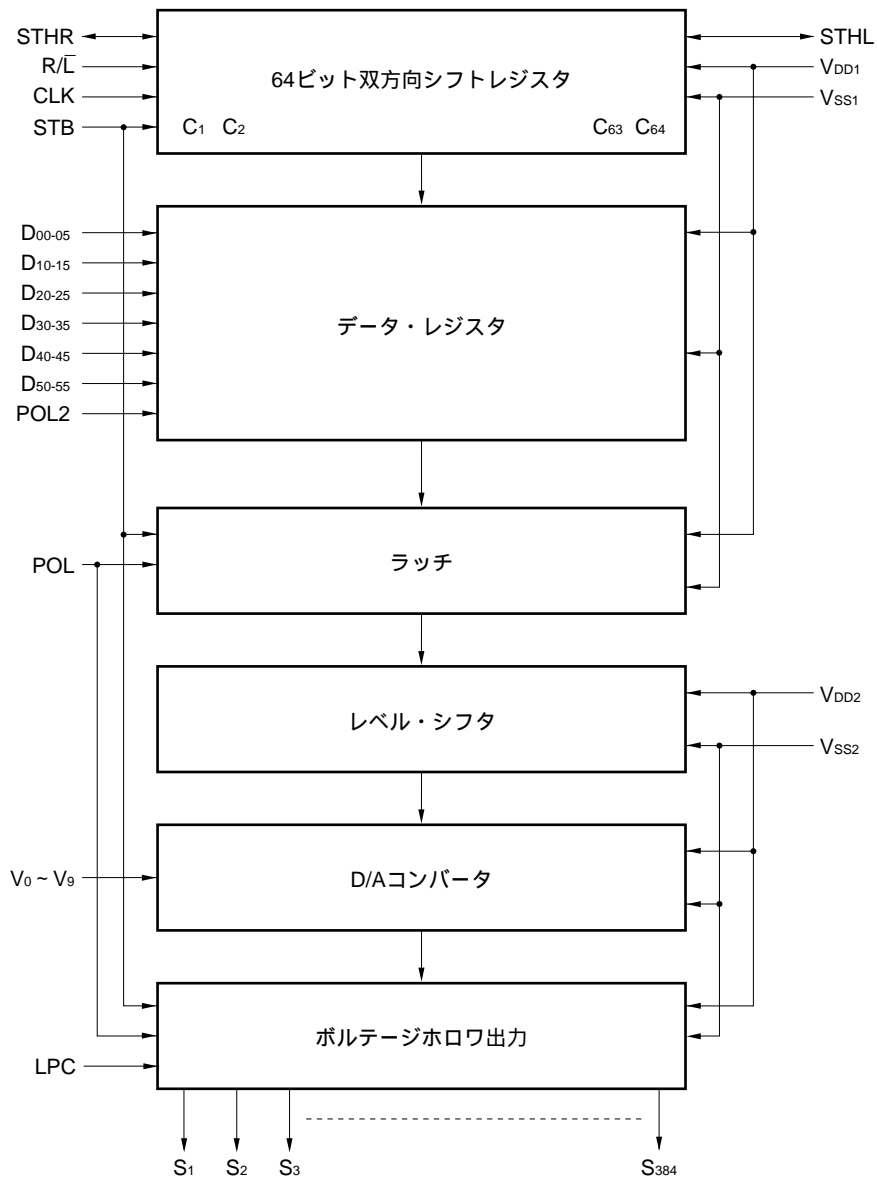 STHR
STHL
R/L̅
64ビット双方向シフトレジスタ
VDD1
CLK
VSS1
STB
C1 C2
C63 C64
D00-05
D10-15
D20-25
D30-35
データ・レジスタ
D40-45
D50-55
POL2
POL
ラッチ
レベル・シフタ
VDD2
VSS2
V0 ~ V9
D/Aコンバータ
ボルテージホロワ出力
LPC
S1 S2 S3 S384